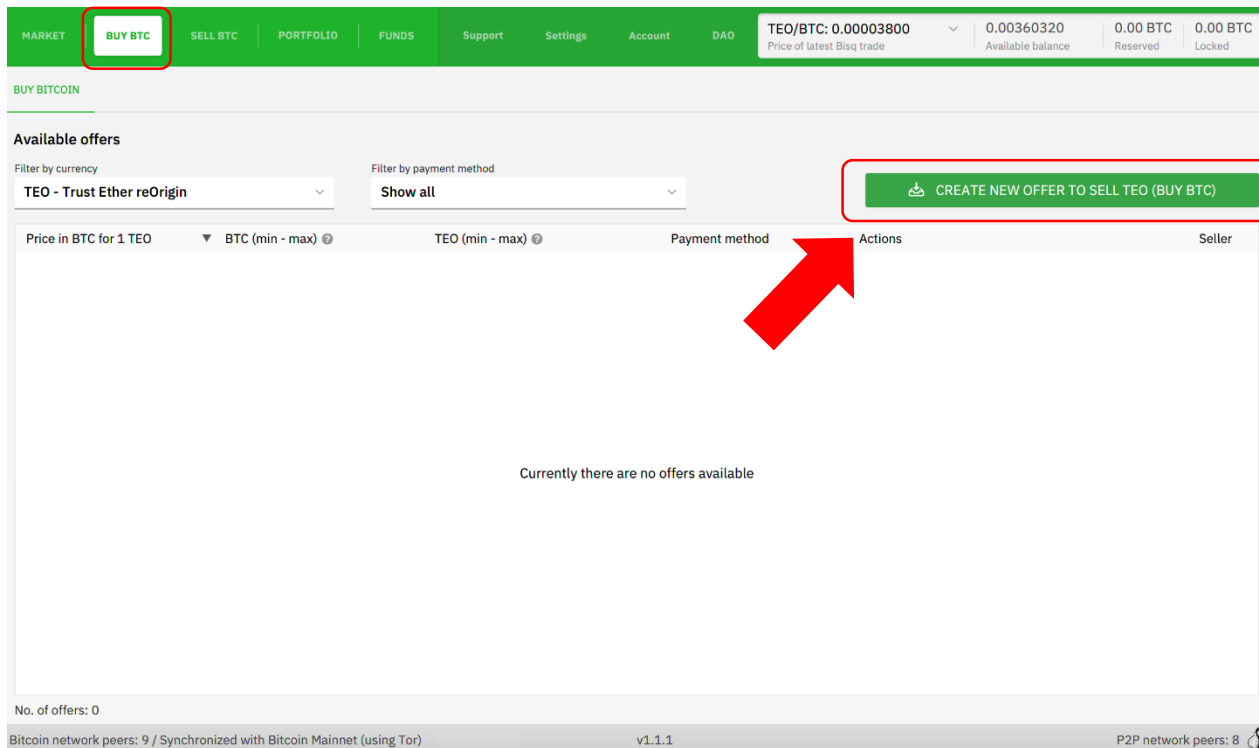 MARKET BUY BTC SELL BTC PORTFOLIO FUNDS Support Settings Account DAO TEO/BTC: 0.00003800 0.00360320 0.00 BTC 0.00 BTC
Price of latest Bisq trade Available balance Reserved Locked
BUY BITCOIN
Available offers
Filter by currency Filter by payment method
TEO - Trust Ether reOrigin Show all CREATE NEW OFFER TO SELL TEO (BUY BTC)
Price in BTC for 1 TEO BTC (min - max) TEO (min - max) Payment method Actions Seller
Currently there are no offers available
No. of offers: 0
Bitcoin network peers: 9 / Synchronized with Bitcoin Mainnet (using Tor) v1.1.1 P2P network peers: 8